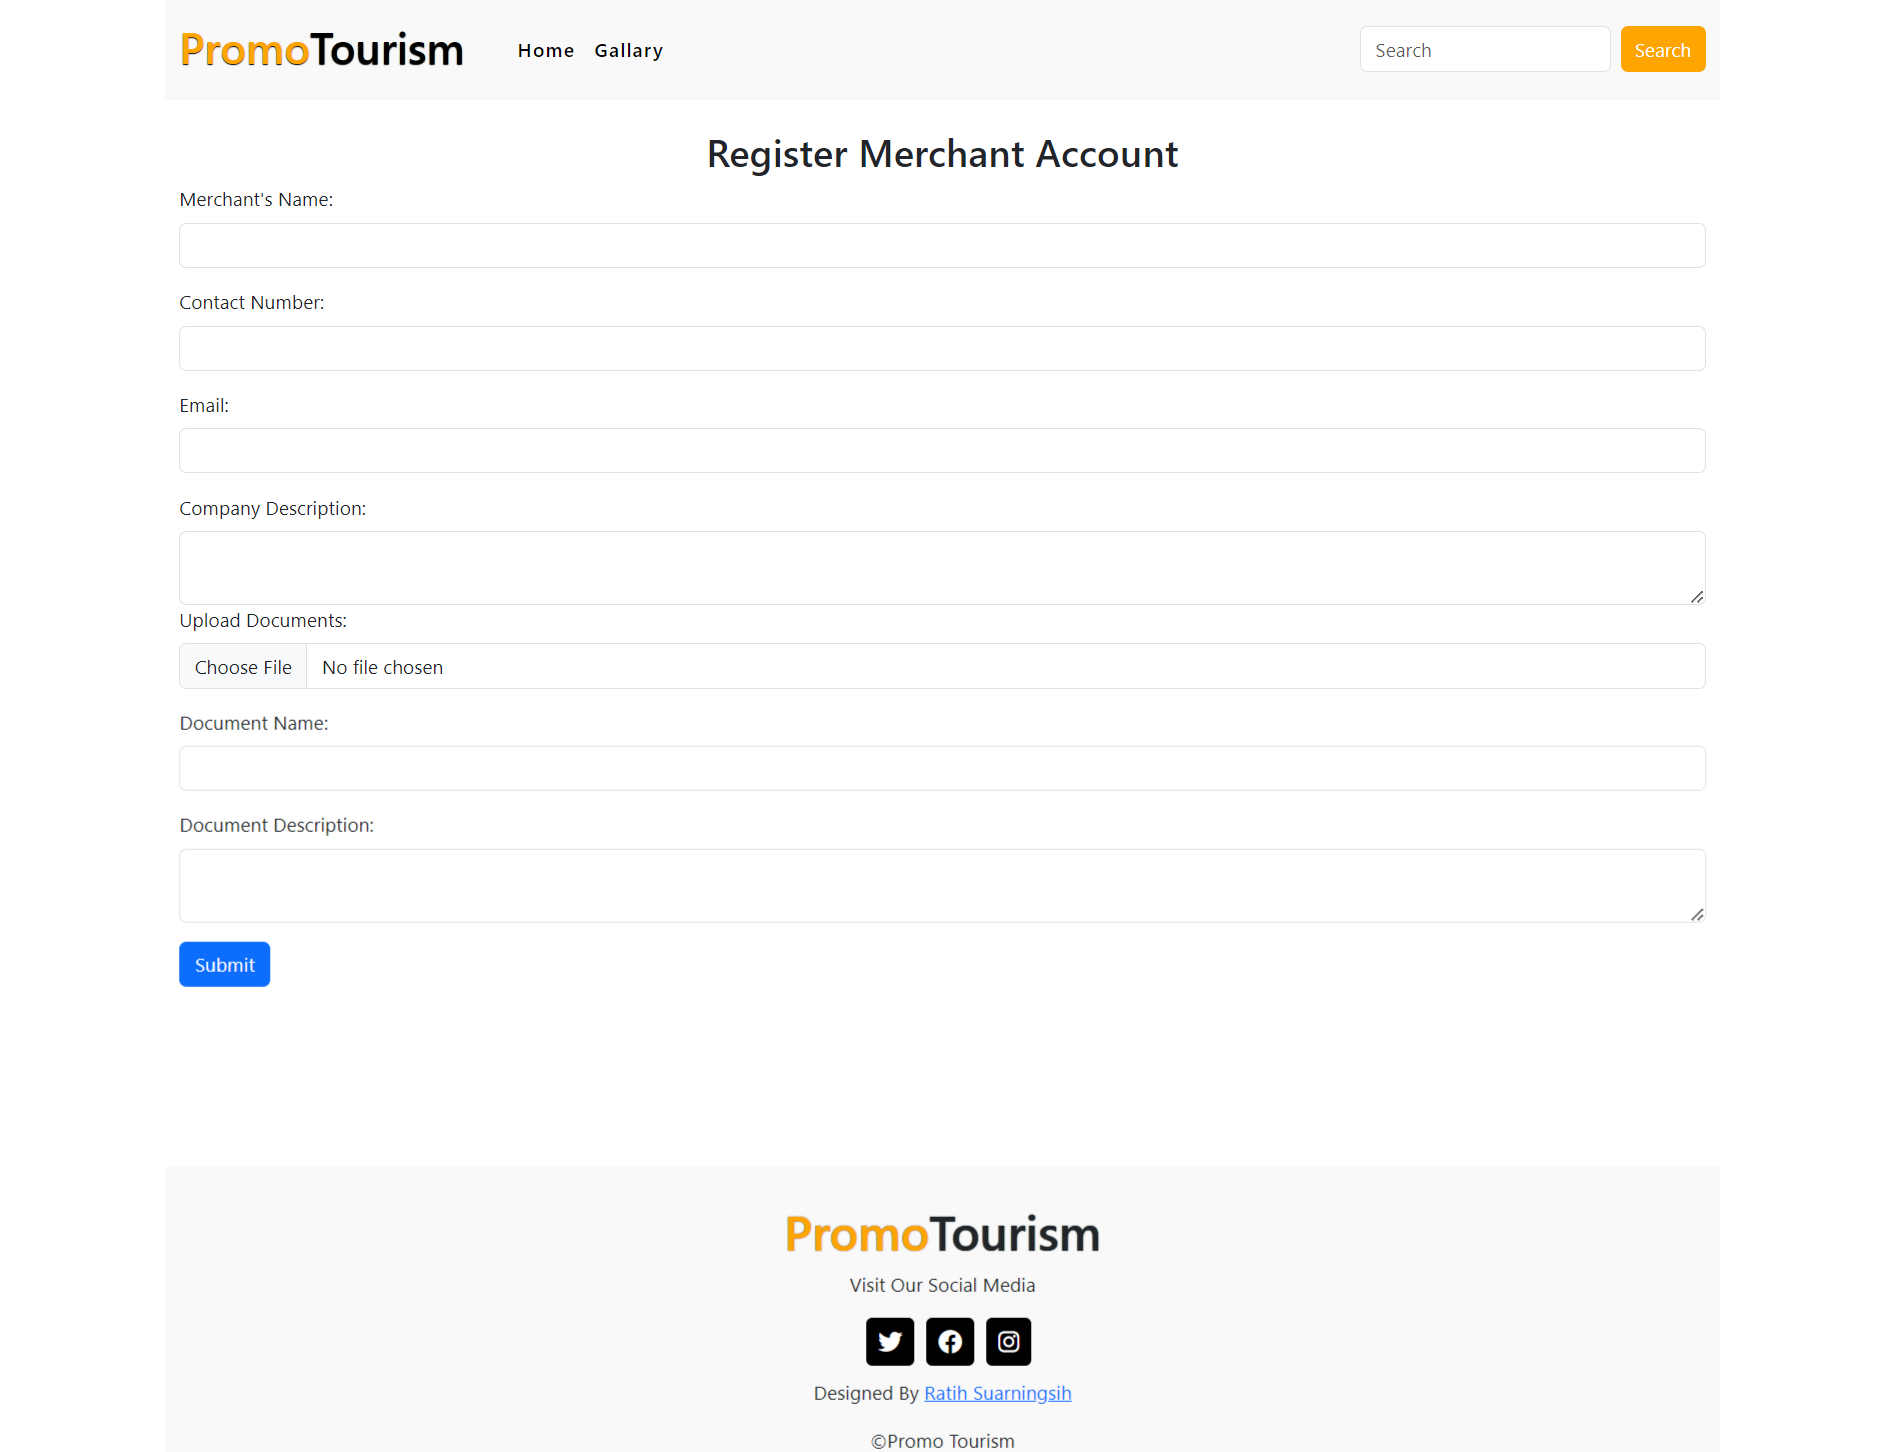 PromoTourism Home Gallary Search Search
Register Merchant Account
Merchant's Name:
Contact Number:
Email:
Company Description:
Upload Documents:
Choose File No file chosen
Document Name:
Document Description:
Submit
PromoTourism
Visit Our Social Media
Designed By Ratih Suarningsih
©Promo Tourism